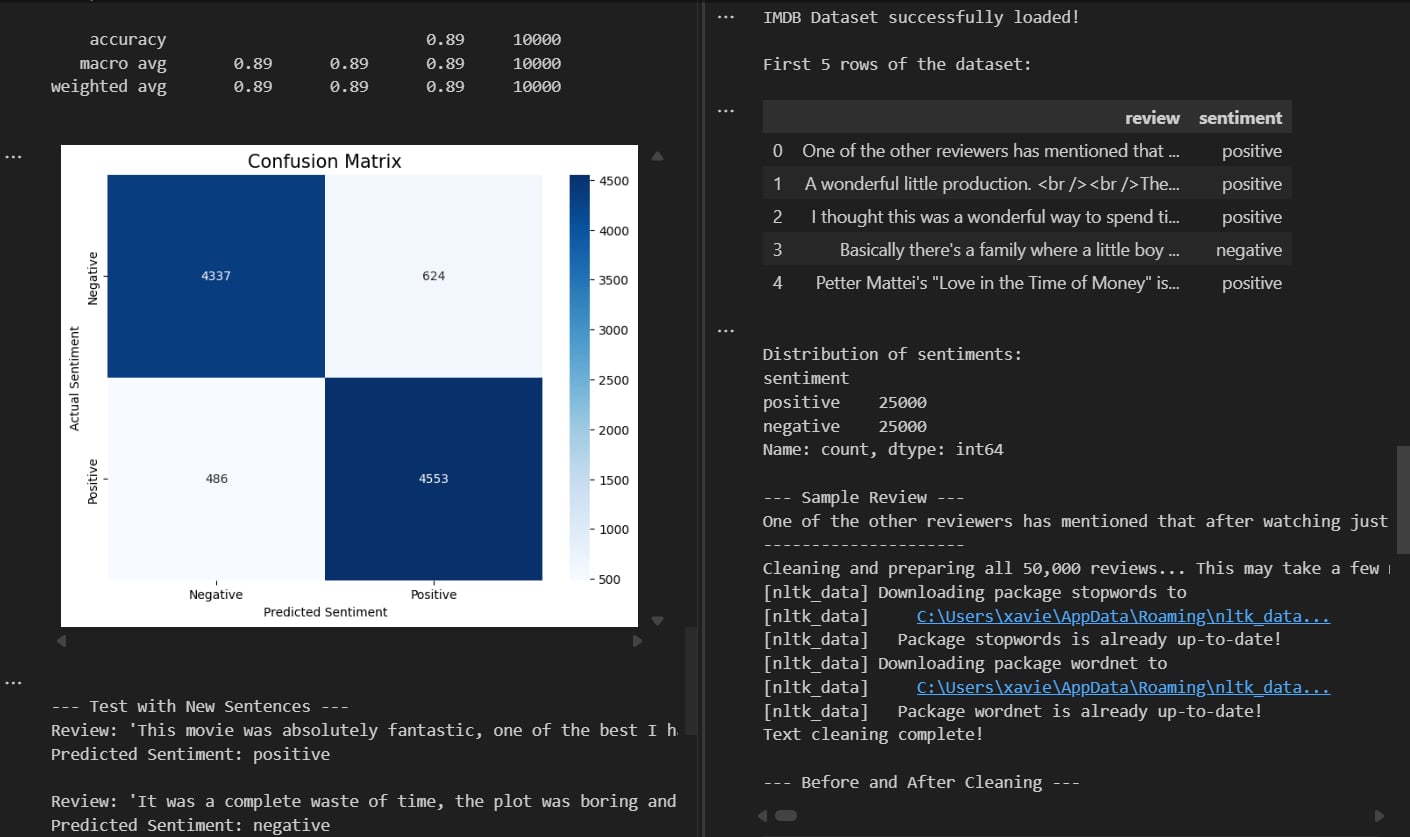 accuracy 0.89 10000
macro avg 0.89 0.89 0.89 10000
weighted avg 0.89 0.89 0.89 10000
...
Confusion Matrix
Negative
Positive
Actual Sentiment
4337 624
486 4553
Negative Positive
Predicted Sentiment
4500
4000
3500
3000
2500
2000
1500
1000
500
...
--- Test with New Sentences ---
Review: 'This movie was absolutely fantastic, one of the best I
Predicted Sentiment: positive
Review: 'It was a complete waste of time, the plot was boring and
Predicted Sentiment: negative
...
IMDB Dataset successfully loaded!
First 5 rows of the dataset:
...
review sentiment
0 One of the other reviewers has mentioned that ... positive
1 A wonderful little production. <br /><br />The... positive
2 I thought this was a wonderful way to spend ti... positive
3 Basically there's a family where a little boy ... negative
4 Petter Mattei's "Love in the Time of Money" is... positive
...
Distribution of sentiments:
sentiment
positive 25000
negative 25000
Name: count, dtype: int64
--- Sample Review ---
One of the other reviewers has mentioned that after watching just
---------------------
Cleaning and preparing all 50,000 reviews... This may take a few
[nltk_data] Downloading package stopwords to
[nltk_data] C:\Users\xavie\AppData\Roaming\nltk_data...
[nltk_data] Package stopwords is already up-to-date!
[nltk_data] Downloading package wordnet to
[nltk_data] C:\Users\xavie\AppData\Roaming\nltk_data...
[nltk_data] Package wordnet is already up-to-date!
Text cleaning complete!
--- Before and After Cleaning ---